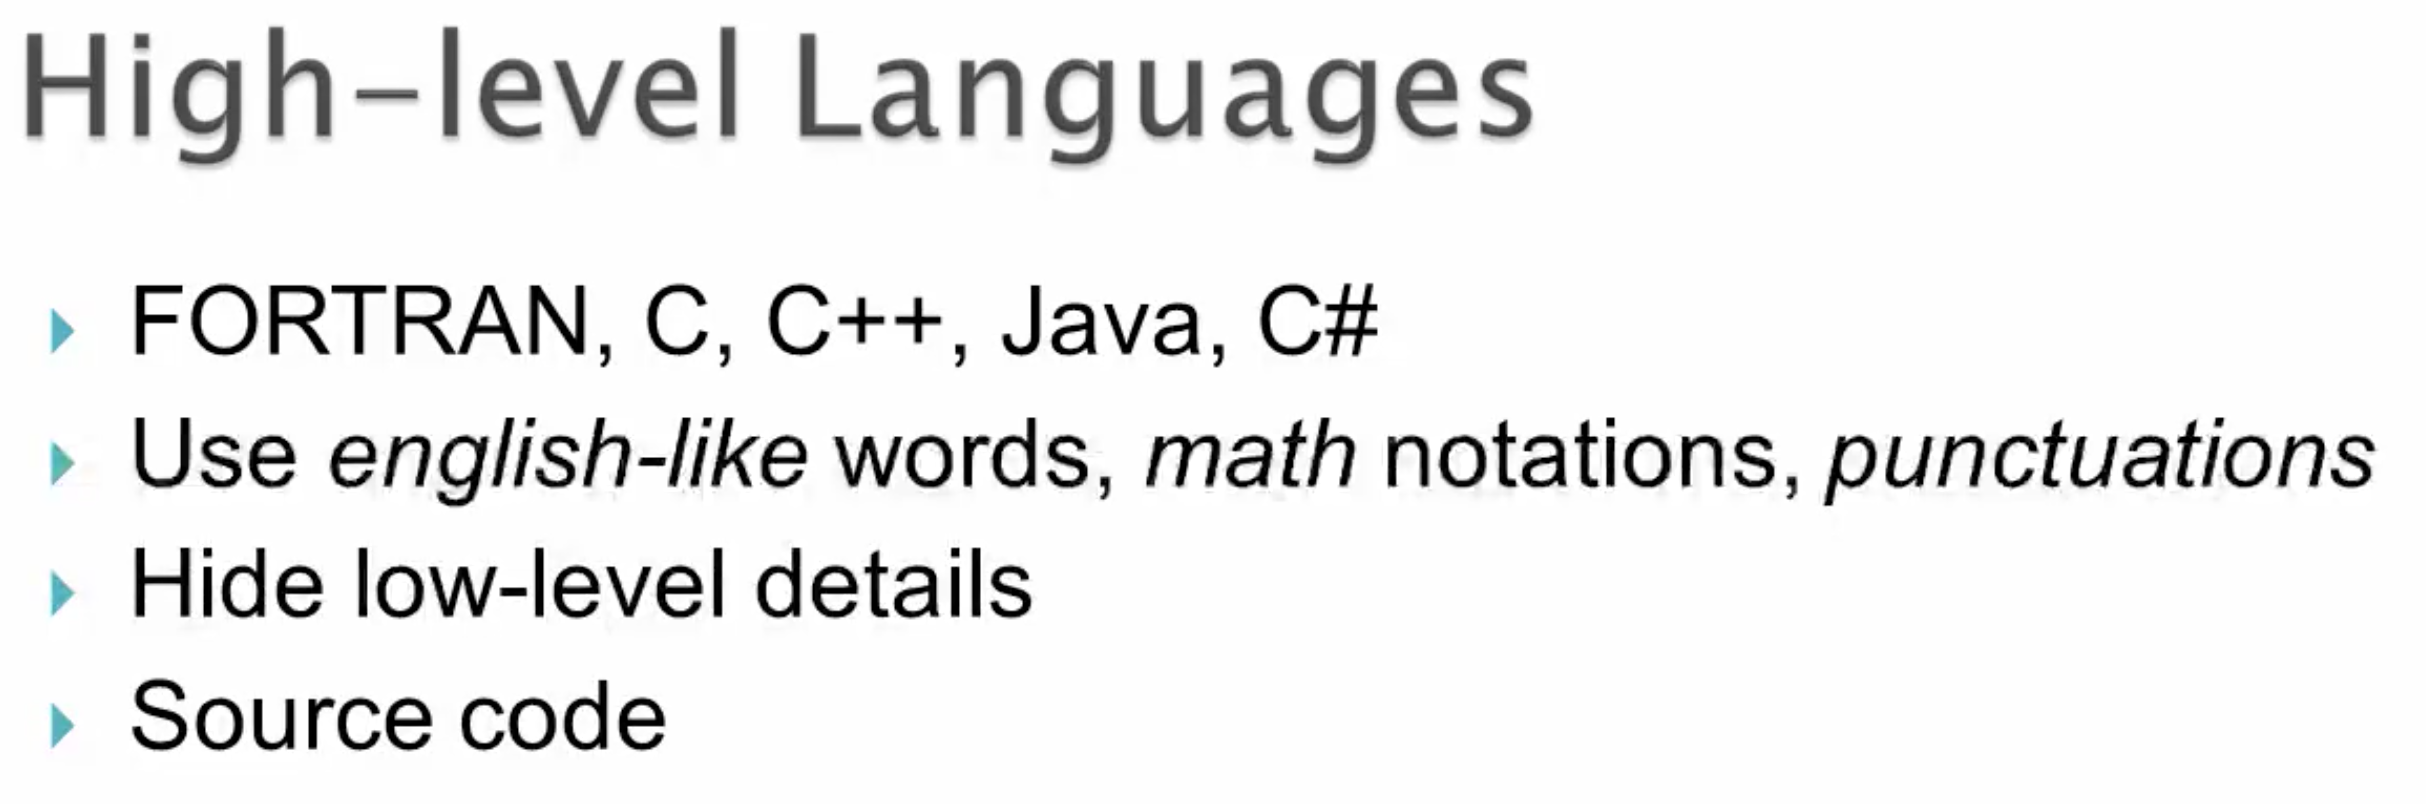 High-level Languages
FORTRAN, C, C++, Java, C#
Use english-like words, math notations, punctuations
Hide low-level details
Source code